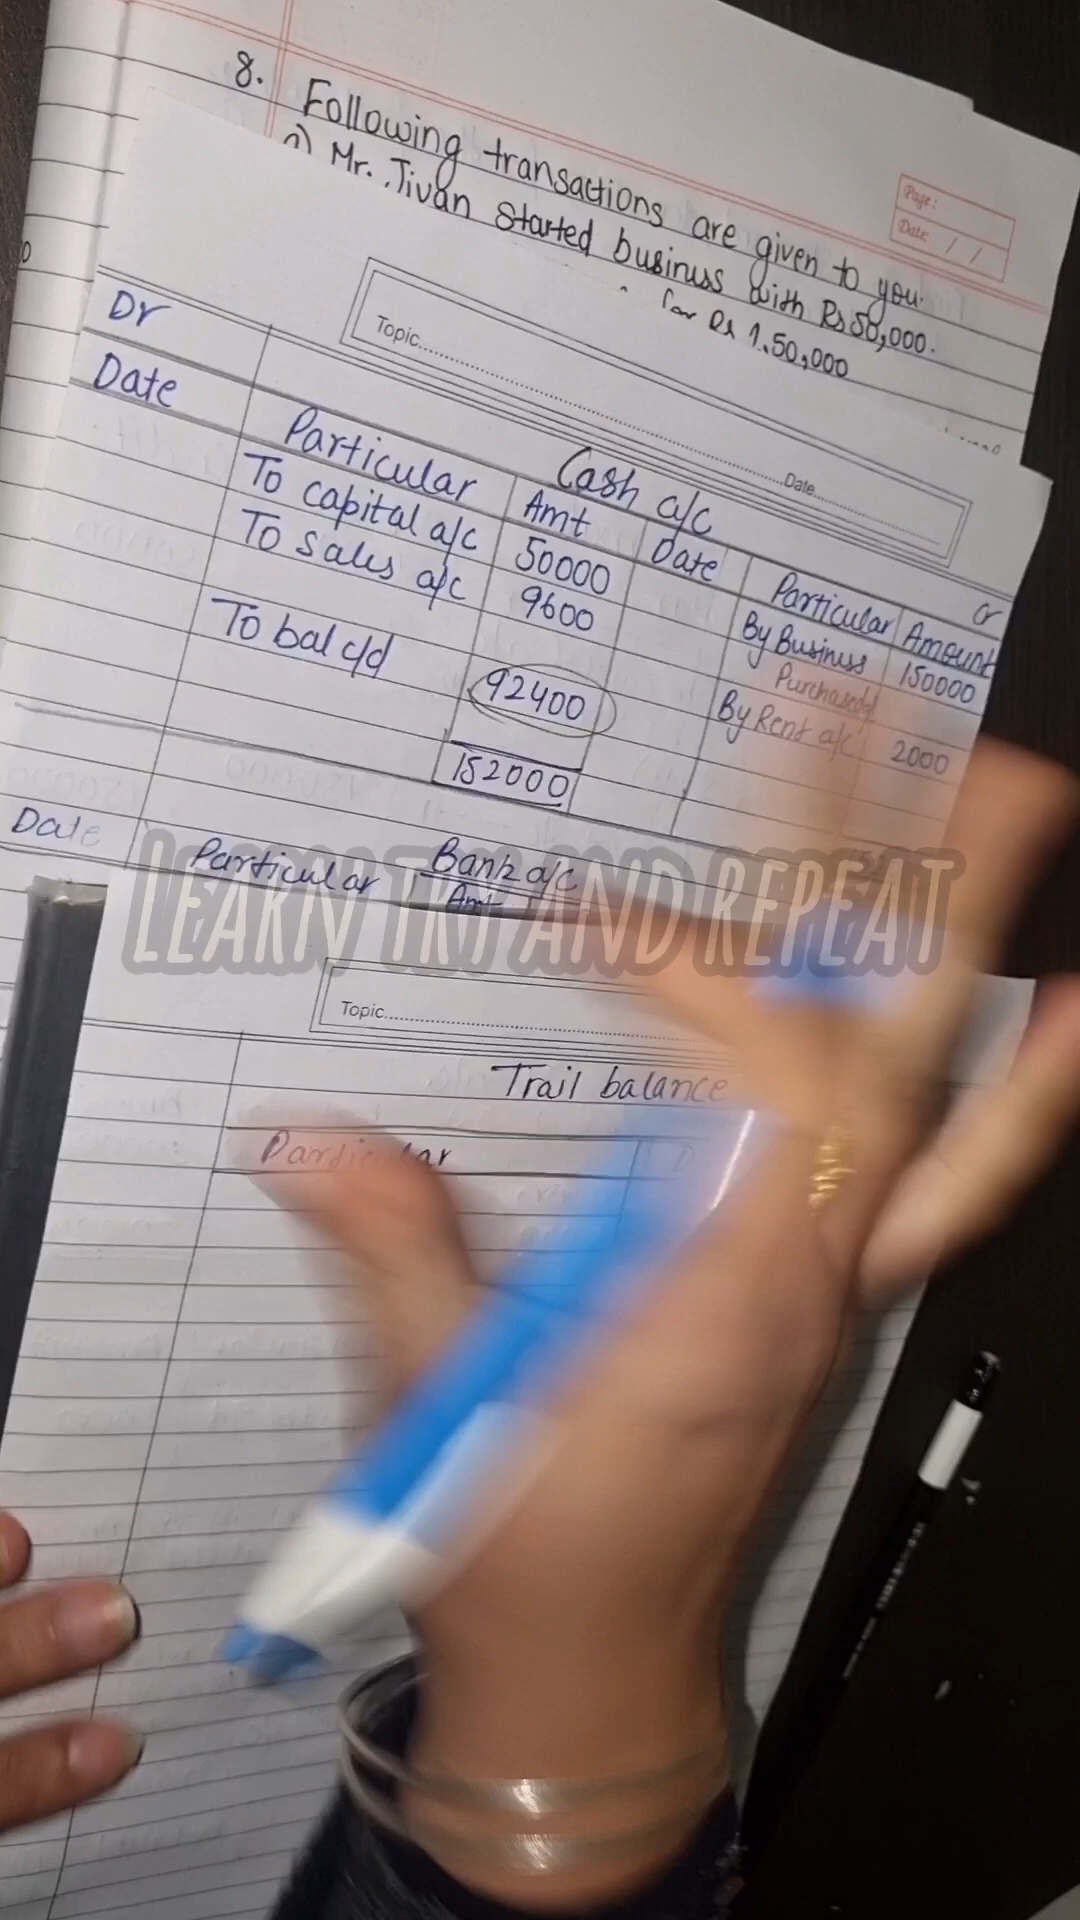 8. Following transactions are given to you.
a) Mr. Jivan started business with Rs 50,000.
for Rs 1,50,000
Page:
Date: / /
Topic
Date
Dr Cash a/c Cr
Date Particular Amt Date Particular Amount
To capital a/c 50000 By Business 150000
Purchased
To sales a/c 9600 By Rent a/c 2000
To bal c/d 92400
152000
Bank a/c
Date Particular Amt
LEARN TRY AND REPEAT
Topic
Trail balance
Particular D